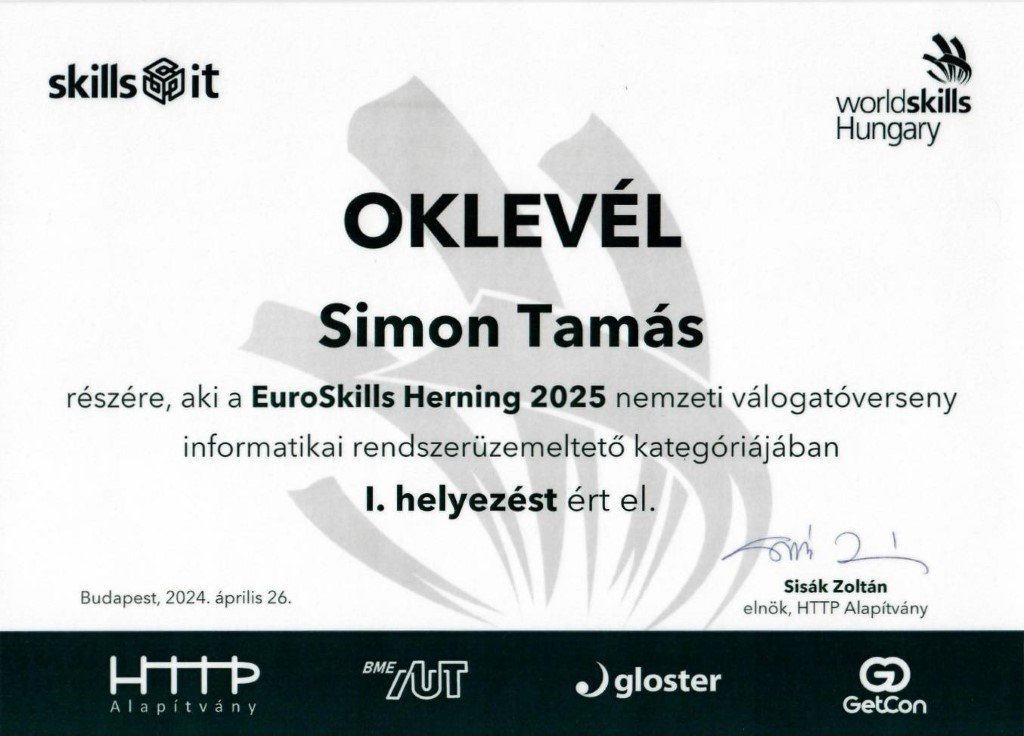 skills it
worldskills
Hungary
OKLEVÉL
Simon Tamás
részére, aki a EuroSkills Herning 2025 nemzeti válogatóverseny
informatikai rendszerüzemeltető kategóriájában
I. helyezést ért el.
Budapest, 2024. április 26.
Sisák Zoltán
elnök, HTTP Alapítvány
HTTP
Alapítvány
BME AUT
gloster
GetCon